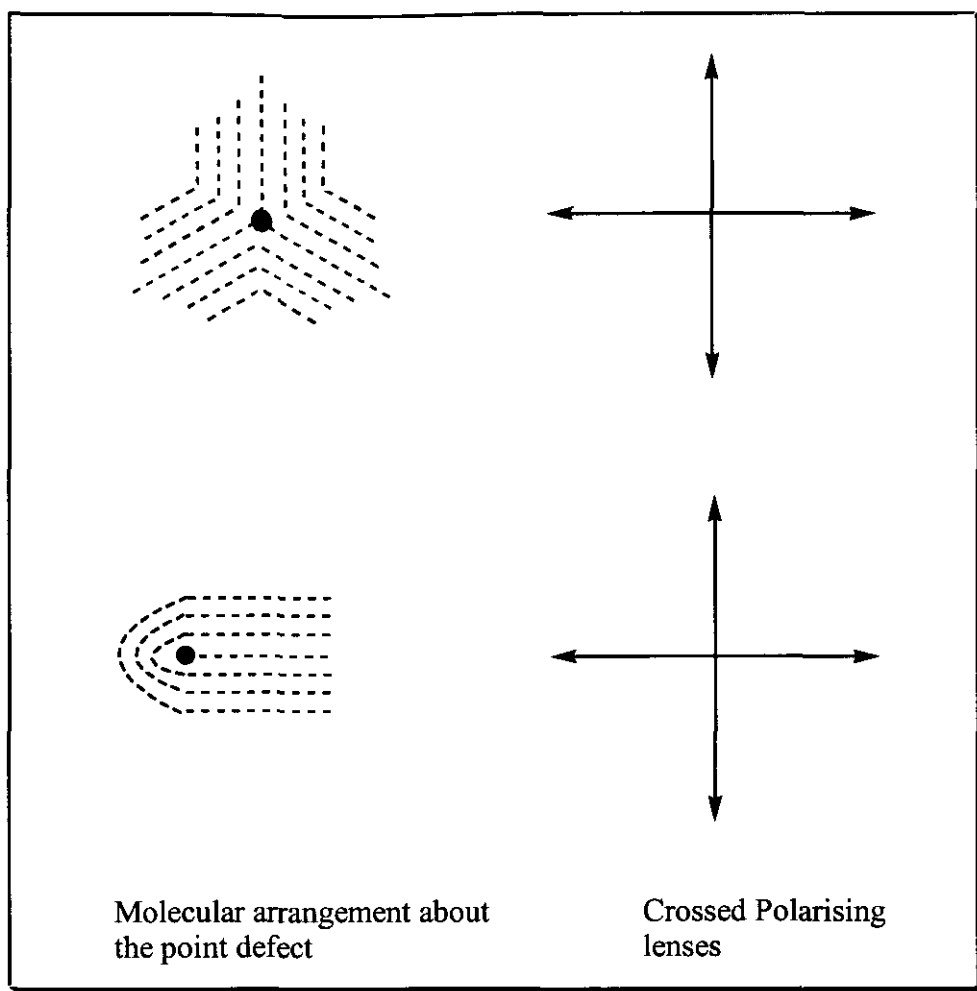 Molecular arrangement about
the point defect
Crossed Polarising
lenses